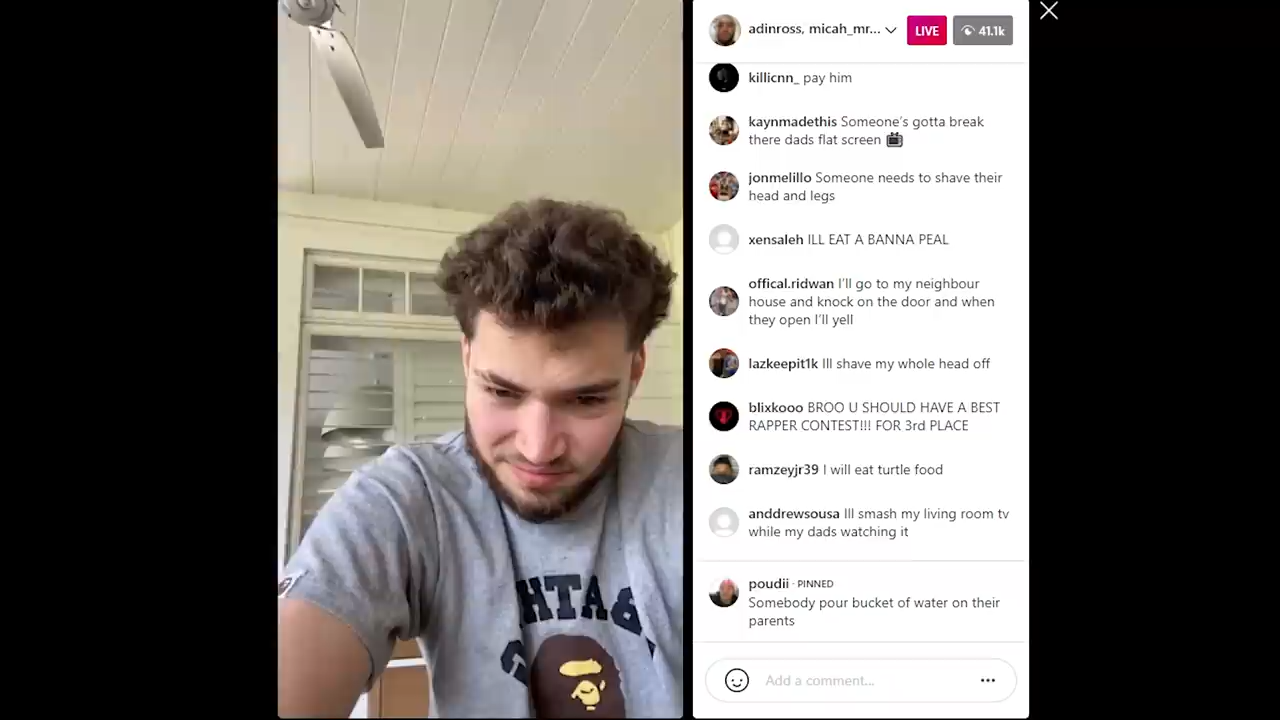 adinross, micah_mr...
LIVE
41.1k
killicnn_ pay him
kaynmadethis Someone's gotta break
there dads flat screen 📺
jonmelillo Someone needs to shave their
head and legs
xensaleh ILL EAT A BANNA PEAL
offical.ridwan I'll go to my neighbour
house and knock on the door and when
they open I'll yell
lazkeepit1k Ill shave my whole head off
blixkooo BROO U SHOULD HAVE A BEST
RAPPER CONTEST!!! FOR 3rd PLACE
ramzeyjr39 I will eat turtle food
anddrewsousa Ill smash my living room tv
while my dads watching it
poudii · PINNED
Somebody pour bucket of water on their
parents
Add a comment...